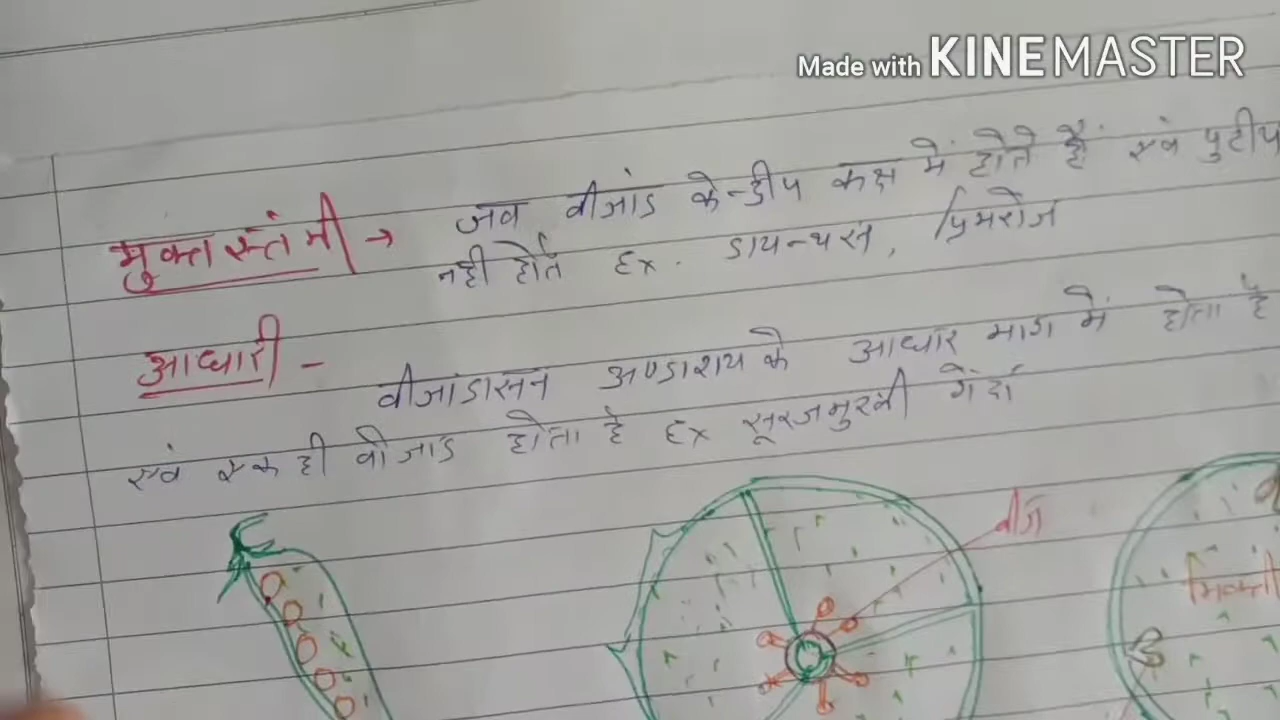 Made with KINEMASTER
मुक्तस्तंभी → जब बीजांड केन्द्रीय कक्ष में होते हैं एवं पुटीय
नही होते Ex. डायन्थस, प्रिमरोज
आधारी - बीजांडासन अण्डाशय के आधार भाग में होता है
एवं एक ही बीजांड होता है Ex सूरजमुखी गेंदा
बीज
भित्ती